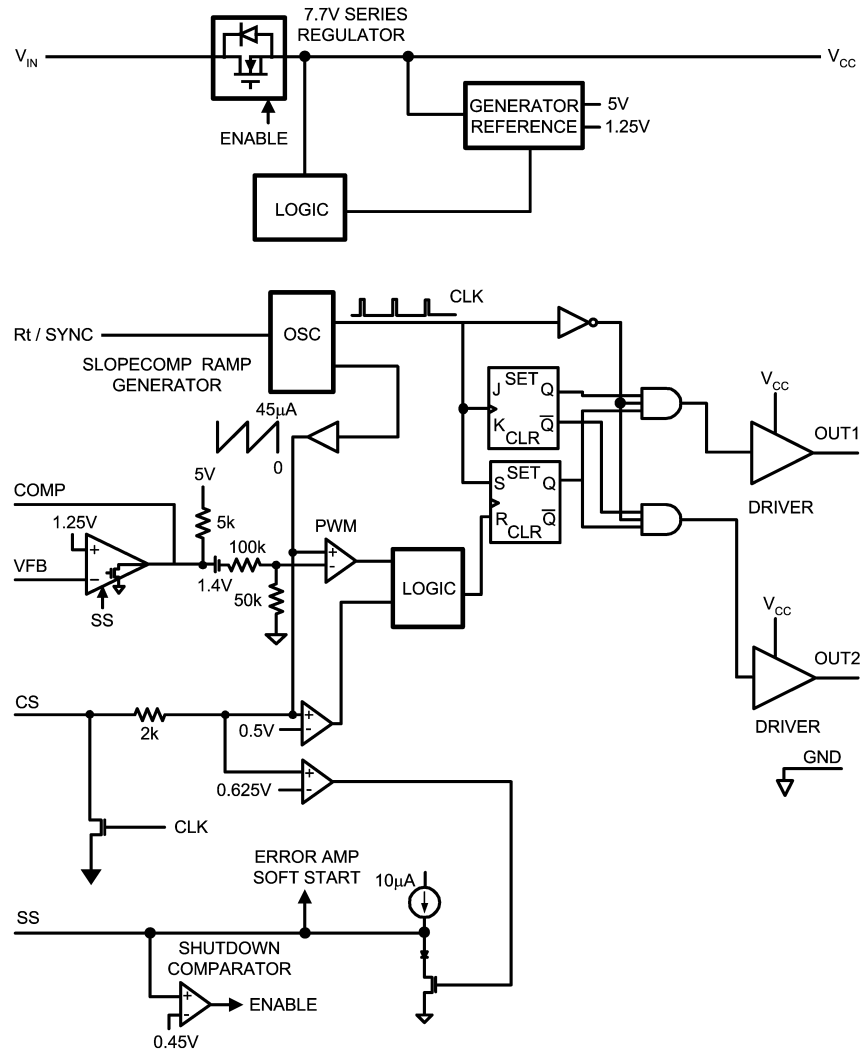 7.7V SERIES
REGULATOR
V_IN
V_CC
ENABLE
GENERATOR
REFERENCE
5V
1.25V
LOGIC
CLK
Rt / SYNC
OSC
SLOPECOMP RAMP
GENERATOR
45μA
0
J SET Q
K Q̅
CLR
V_CC
OUT1
DRIVER
S SET Q
R Q̅
CLR
COMP
5V
5k
1.25V
+
−
VFB
SS
1.4V
100k
50k
PWM
+
-
LOGIC
V_CC
OUT2
DRIVER
CS
2k
0.5V
+
-
0.625V
+
-
GND
CLK
ERROR AMP
SOFT START
10μA
SS
SHUTDOWN
COMPARATOR
+
-
ENABLE
0.45V